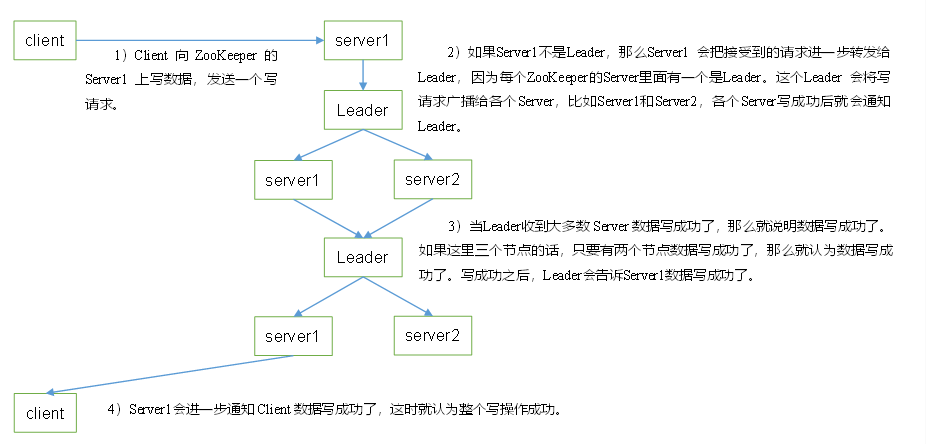 client
server1
1）Client 向 ZooKeeper 的
Server1 上写数据，发送一个写
请求。
2）如果Server1不是Leader，那么Server1 会把接受到的请求进一步转发给
Leader，因为每个ZooKeeper的Server里面有一个是Leader。这个Leader 会将写
请求广播给各个Server，比如Server1和Server2，各个Server写成功后就会通知
Leader。
Leader
server1
server2
3）当Leader收到大多数 Server 数据写成功了，那么就说明数据写成功了。
如果这里三个节点的话，只要有两个节点数据写成功了，那么就认为数据写成
功了。写成功之后，Leader会告诉Server1数据写成功了。
Leader
server1
server2
client
4）Server1会进一步通知 Client 数据写成功了，这时就认为整个写操作成功。